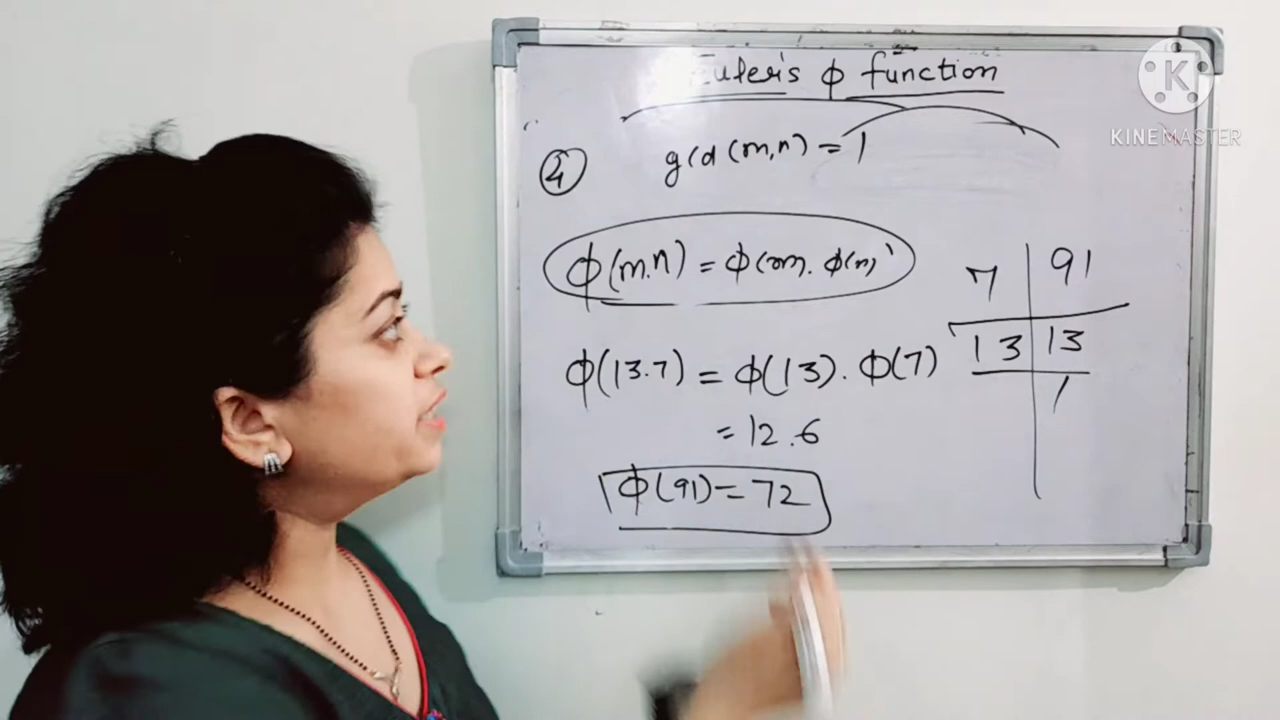 Euler's ϕ function
④ gcd (m,n) = 1
ϕ(m.n) = ϕ(m). ϕ(n)
7 | 91
13 | 13
1
ϕ(13.7) = ϕ(13). ϕ(7)
= 12.6
ϕ(91) = 72
K
KINEMASTER